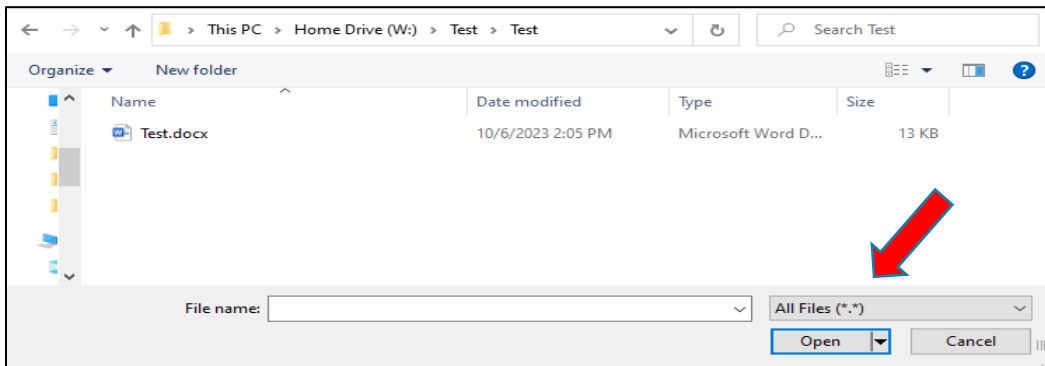 This PC > Home Drive (W:) > Test > Test Search Test
Organize New folder ?
Name Date modified Type Size
Test.docx 10/6/2023 2:05 PM Microsoft Word D... 13 KB
File name: All Files (*.*)
Open Cancel